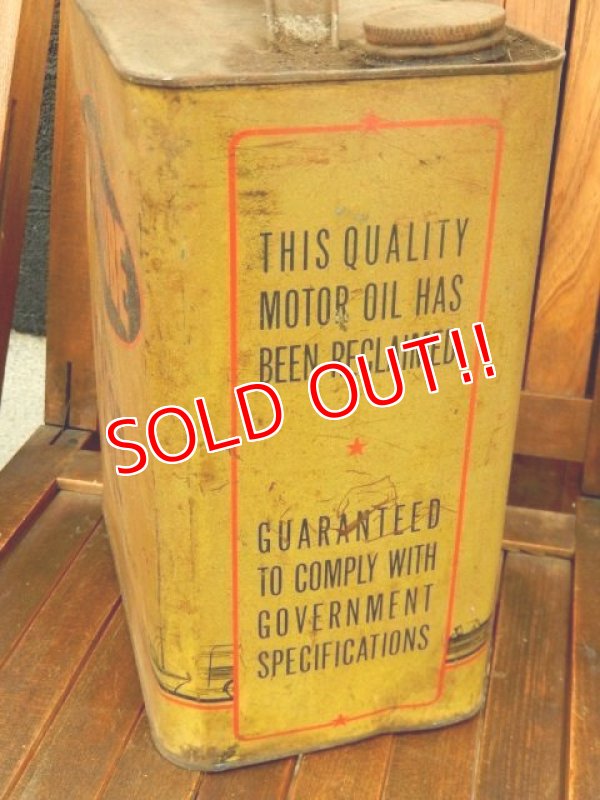 THIS QUALITY
MOTOR OIL HAS
BEEN RECLAIMED
SOLD OUT!!
GUARANTEED
TO COMPLY WITH
GOVERNMENT
SPECIFICATIONS